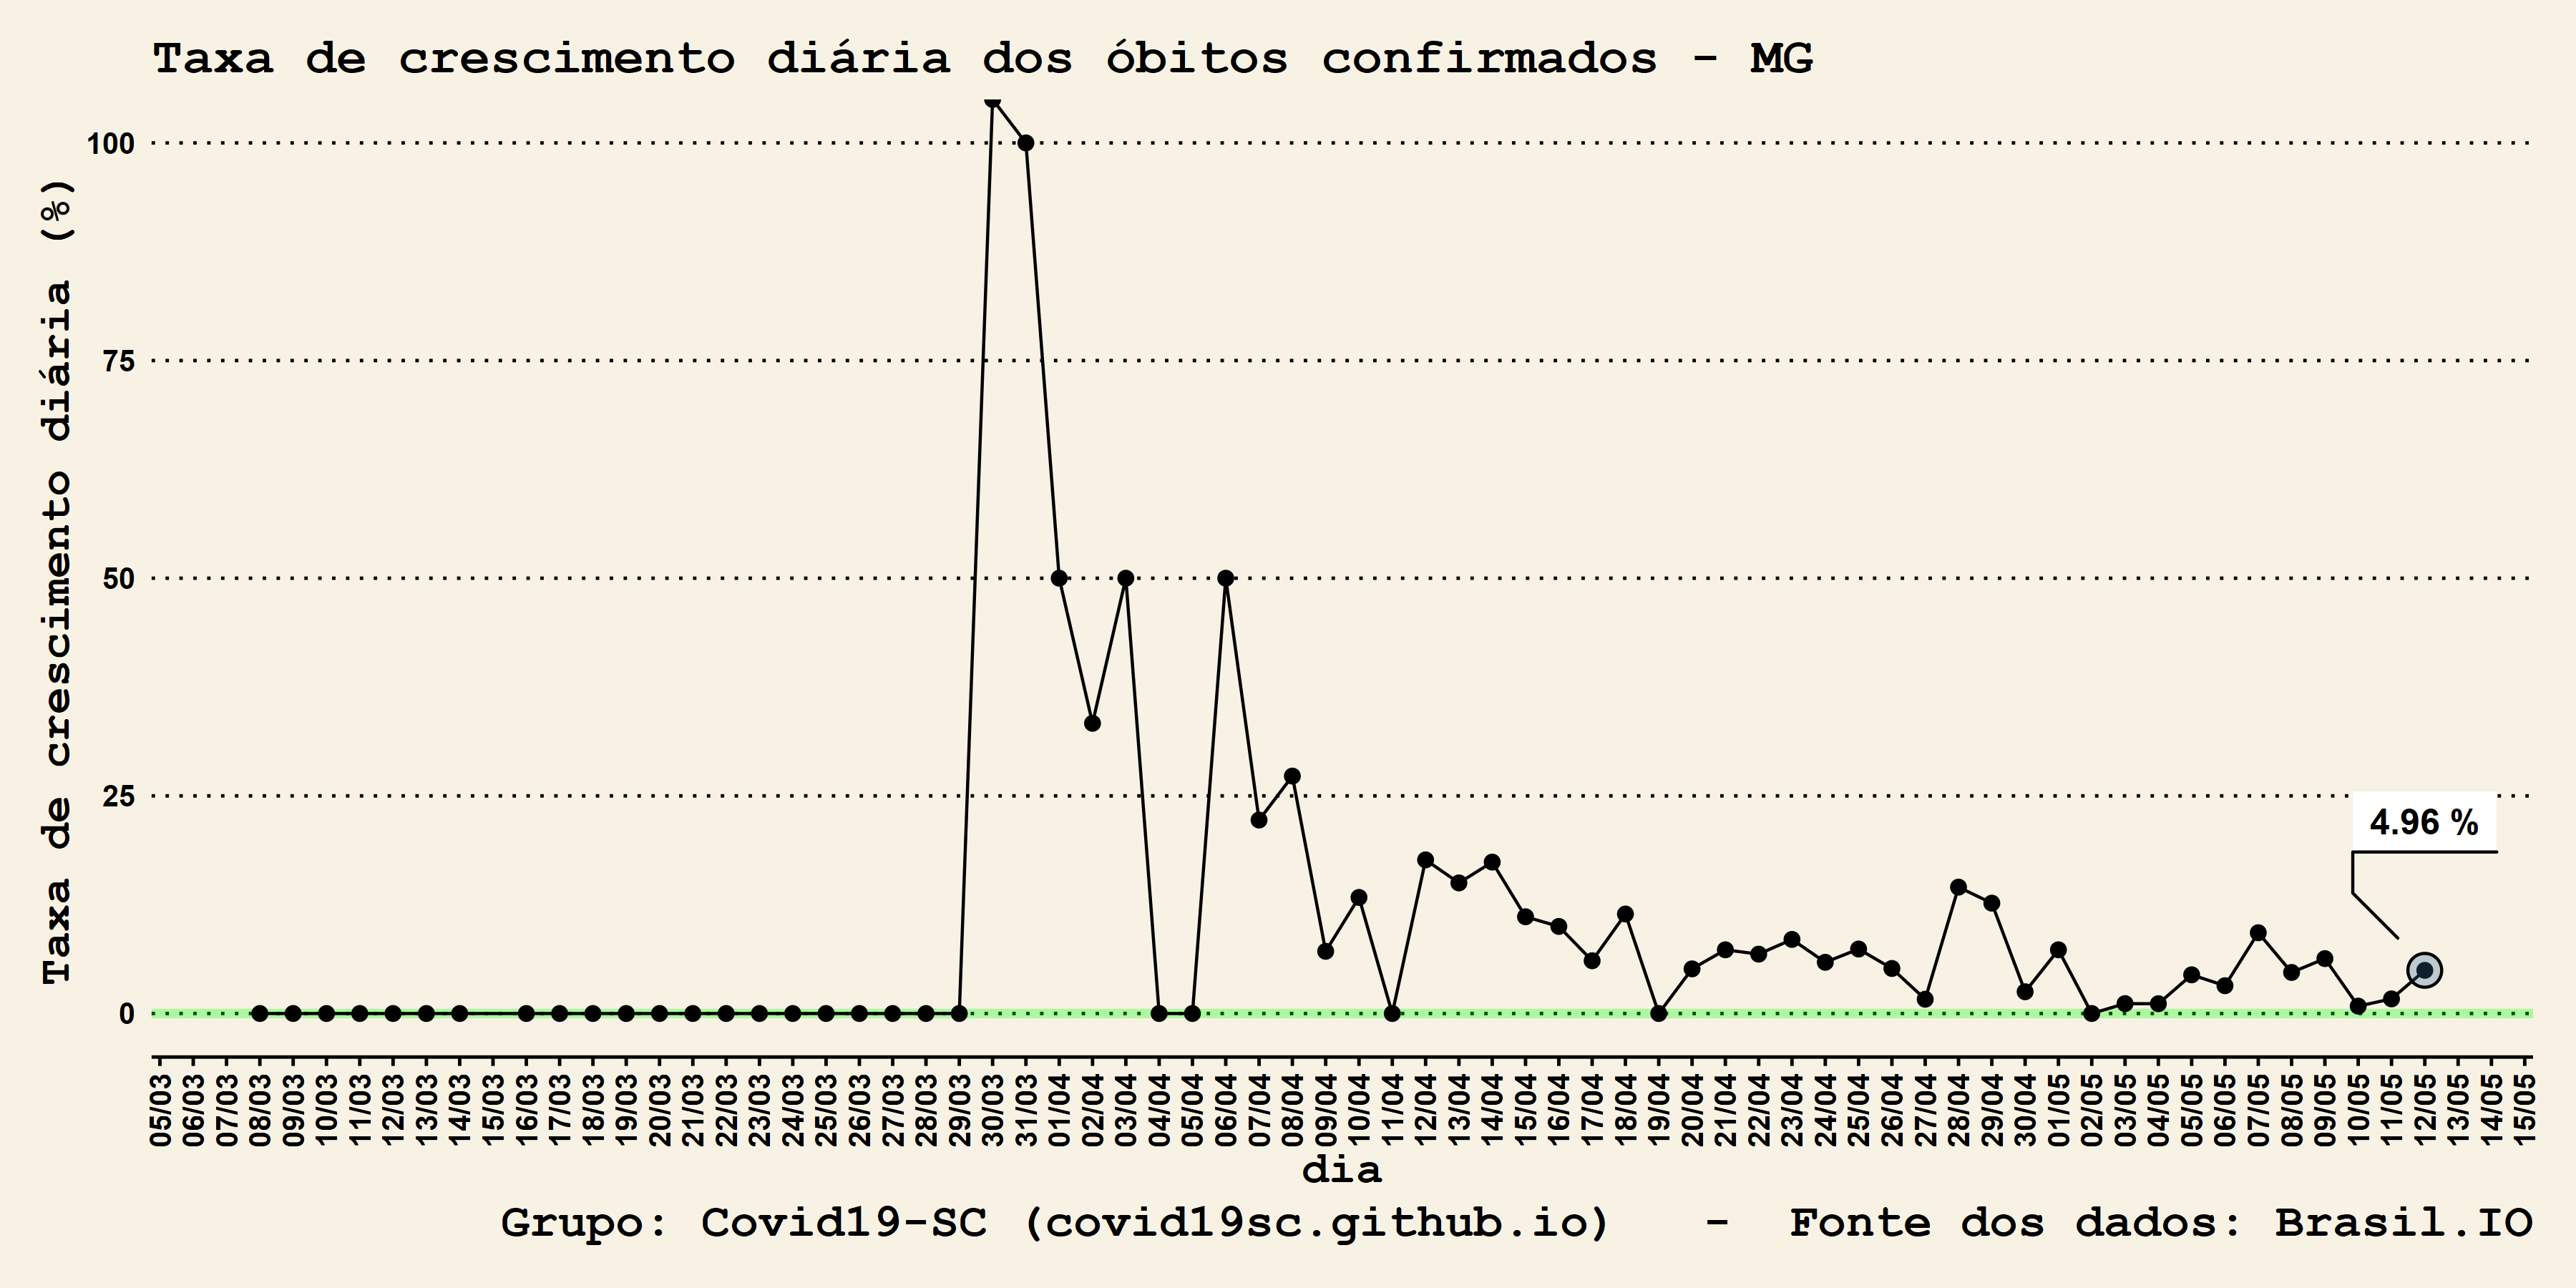 Taxa de crescimento diária dos óbitos confirmados - MG
Taxa de crescimento diária (%)
100
75
50
25
0
4.96 %
05/03 06/03 07/03 08/03 09/03 10/03 11/03 12/03 13/03 14/03 15/03 16/03 17/03 18/03 19/03 20/03 21/03 22/03 23/03 24/03 25/03 26/03 27/03 28/03 29/03 30/03 31/03 01/04 02/04 03/04 04/04 05/04 06/04 07/04 08/04 09/04 10/04 11/04 12/04 13/04 14/04 15/04 16/04 17/04 18/04 19/04 20/04 21/04 22/04 23/04 24/04 25/04 26/04 27/04 28/04 29/04 30/04 01/05 02/05 03/05 04/05 05/05 06/05 07/05 08/05 09/05 10/05 11/05 12/05 13/05 14/05 15/05
dia
Grupo: Covid19-SC (covid19sc.github.io) - Fonte dos dados: Brasil.IO